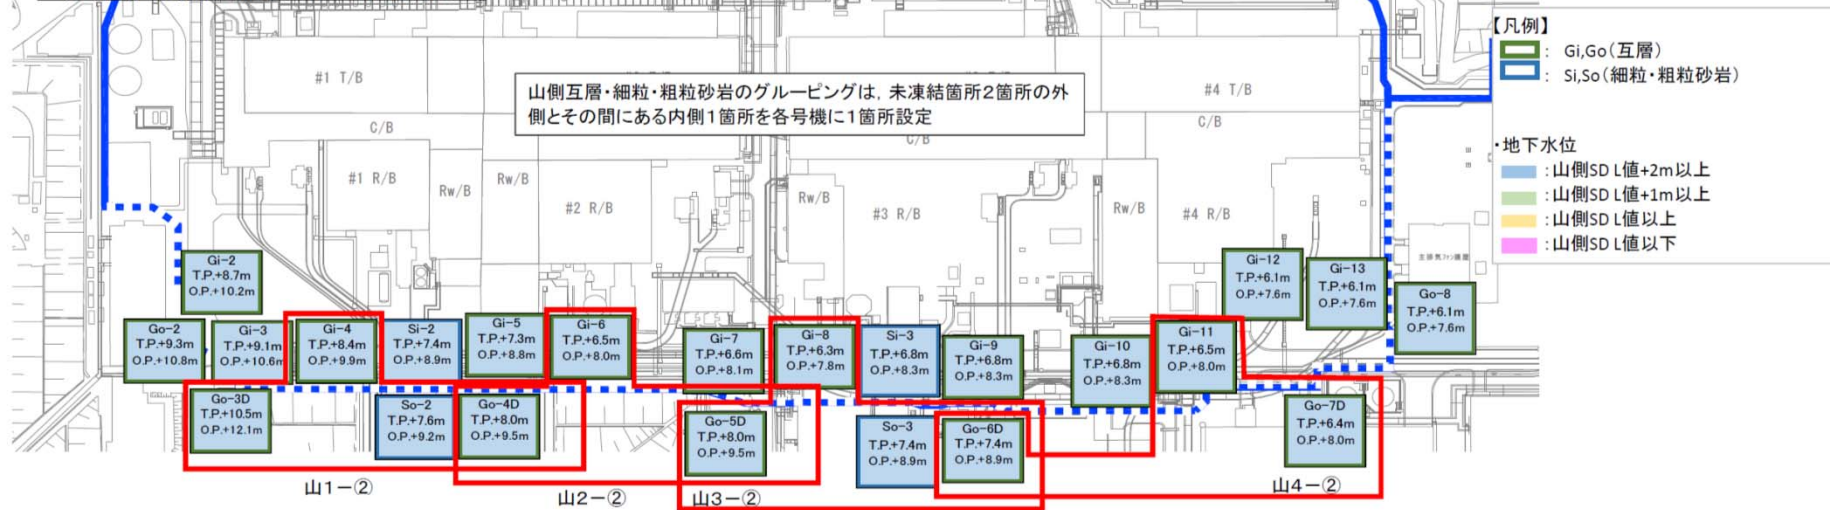 #1 T/B
#4 T/B
山側互層・細粒・粗粒砂岩のグルーピングは，未凍結箇所2箇所の外
側とその間にある内側1箇所を各号機に1箇所設定
C/B
C/B
C/B
#1 R/B
Rw/B
Rw/B
#2 R/B
Rw/B
#3 R/B
Rw/B
#4 R/B
主排気ファン建屋
Gi-2
T.P.+8.7m
O.P.+10.2m
Gi-12
T.P.+6.1m
O.P.+7.6m
Gi-13
T.P.+6.1m
O.P.+7.6m
Go-8
T.P.+6.1m
O.P.+7.6m
Go-2
T.P.+9.3m
O.P.+10.8m
Gi-3
T.P.+9.1m
O.P.+10.6m
Gi-4
T.P.+8.4m
O.P.+9.9m
Si-2
T.P.+7.4m
O.P.+8.9m
Gi-5
T.P.+7.3m
O.P.+8.8m
Gi-6
T.P.+6.5m
O.P.+8.0m
Gi-7
T.P.+6.6m
O.P.+8.1m
Gi-8
T.P.+6.3m
O.P.+7.8m
Si-3
T.P.+6.8m
O.P.+8.3m
Gi-9
T.P.+6.8m
O.P.+8.3m
Gi-10
T.P.+6.8m
O.P.+8.3m
Gi-11
T.P.+6.5m
O.P.+8.0m
Go-3D
T.P.+10.5m
O.P.+12.1m
So-2
T.P.+7.6m
O.P.+9.2m
Go-4D
T.P.+8.0m
O.P.+9.5m
Go-5D
T.P.+8.0m
O.P.+9.5m
So-3
T.P.+7.4m
O.P.+8.9m
Go-6D
T.P.+7.4m
O.P.+8.9m
Go-7D
T.P.+6.4m
O.P.+8.0m
山1－②
山2－②
山3－②
山4－②
【凡例】
： Gi,Go（互層）
： Si,So（細粒・粗粒砂岩）
・地下水位
：山側SD L値+2m以上
：山側SD L値+1m以上
：山側SD L値以上
：山側SD L値以下